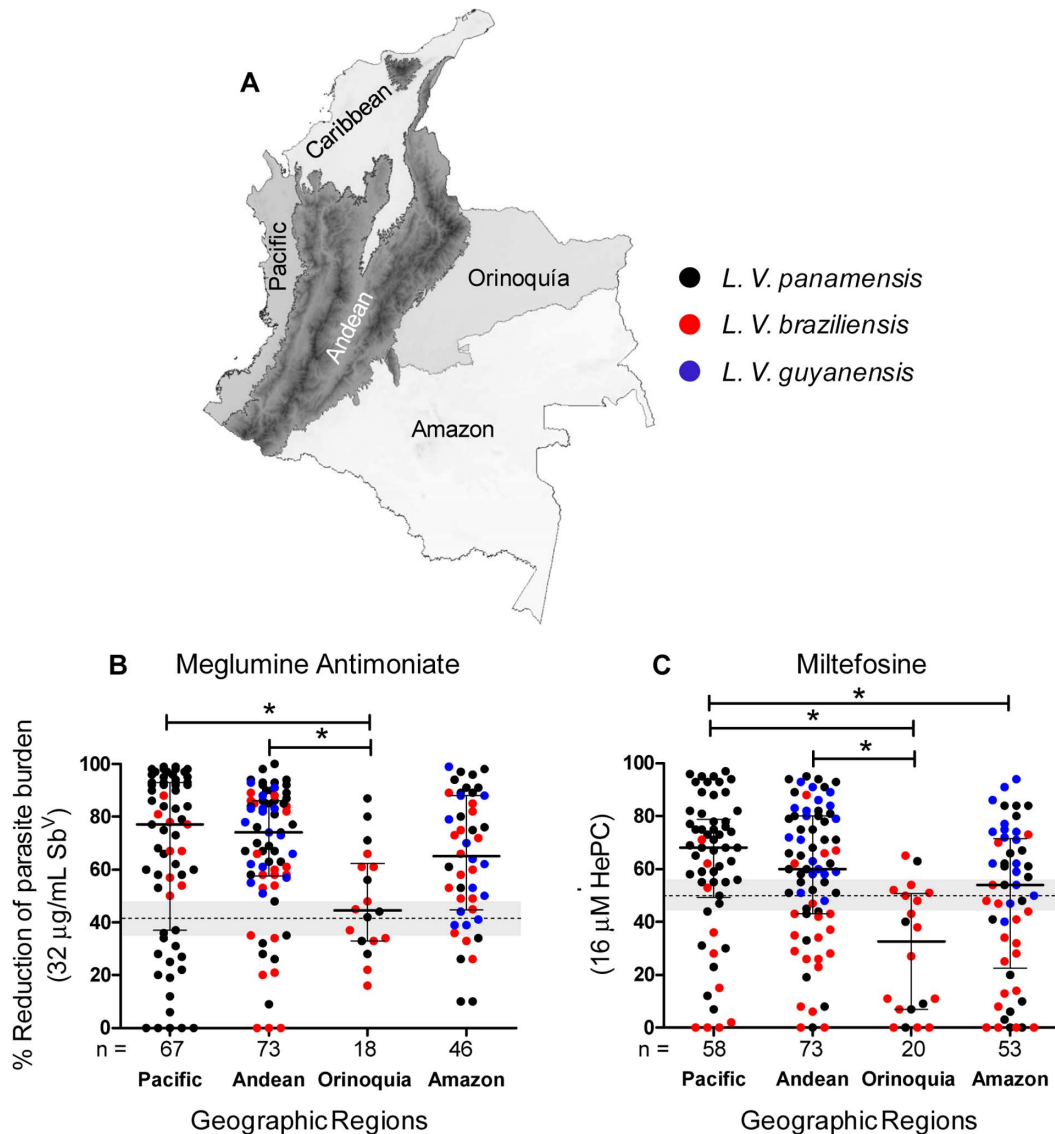 A
Caribbean
Pacific
Andean
Orinoquía
Amazon
L. V. panamensis
L. V. braziliensis
L. V. guyanensis
B Meglumine Antimoniate
% Reduction of parasite burden
(32 µg/mL Sbⱽ)
*
*
100
80
60
40
20
0
n = 67 73 18 46
Pacific Andean Orinoquia Amazon
Geographic Regions
C Miltefosine
(16 µM HePC)
*
*
*
100
80
60
40
20
0
n = 58 73 20 53
Pacific Andean Orinoquia Amazon
Geographic Regions